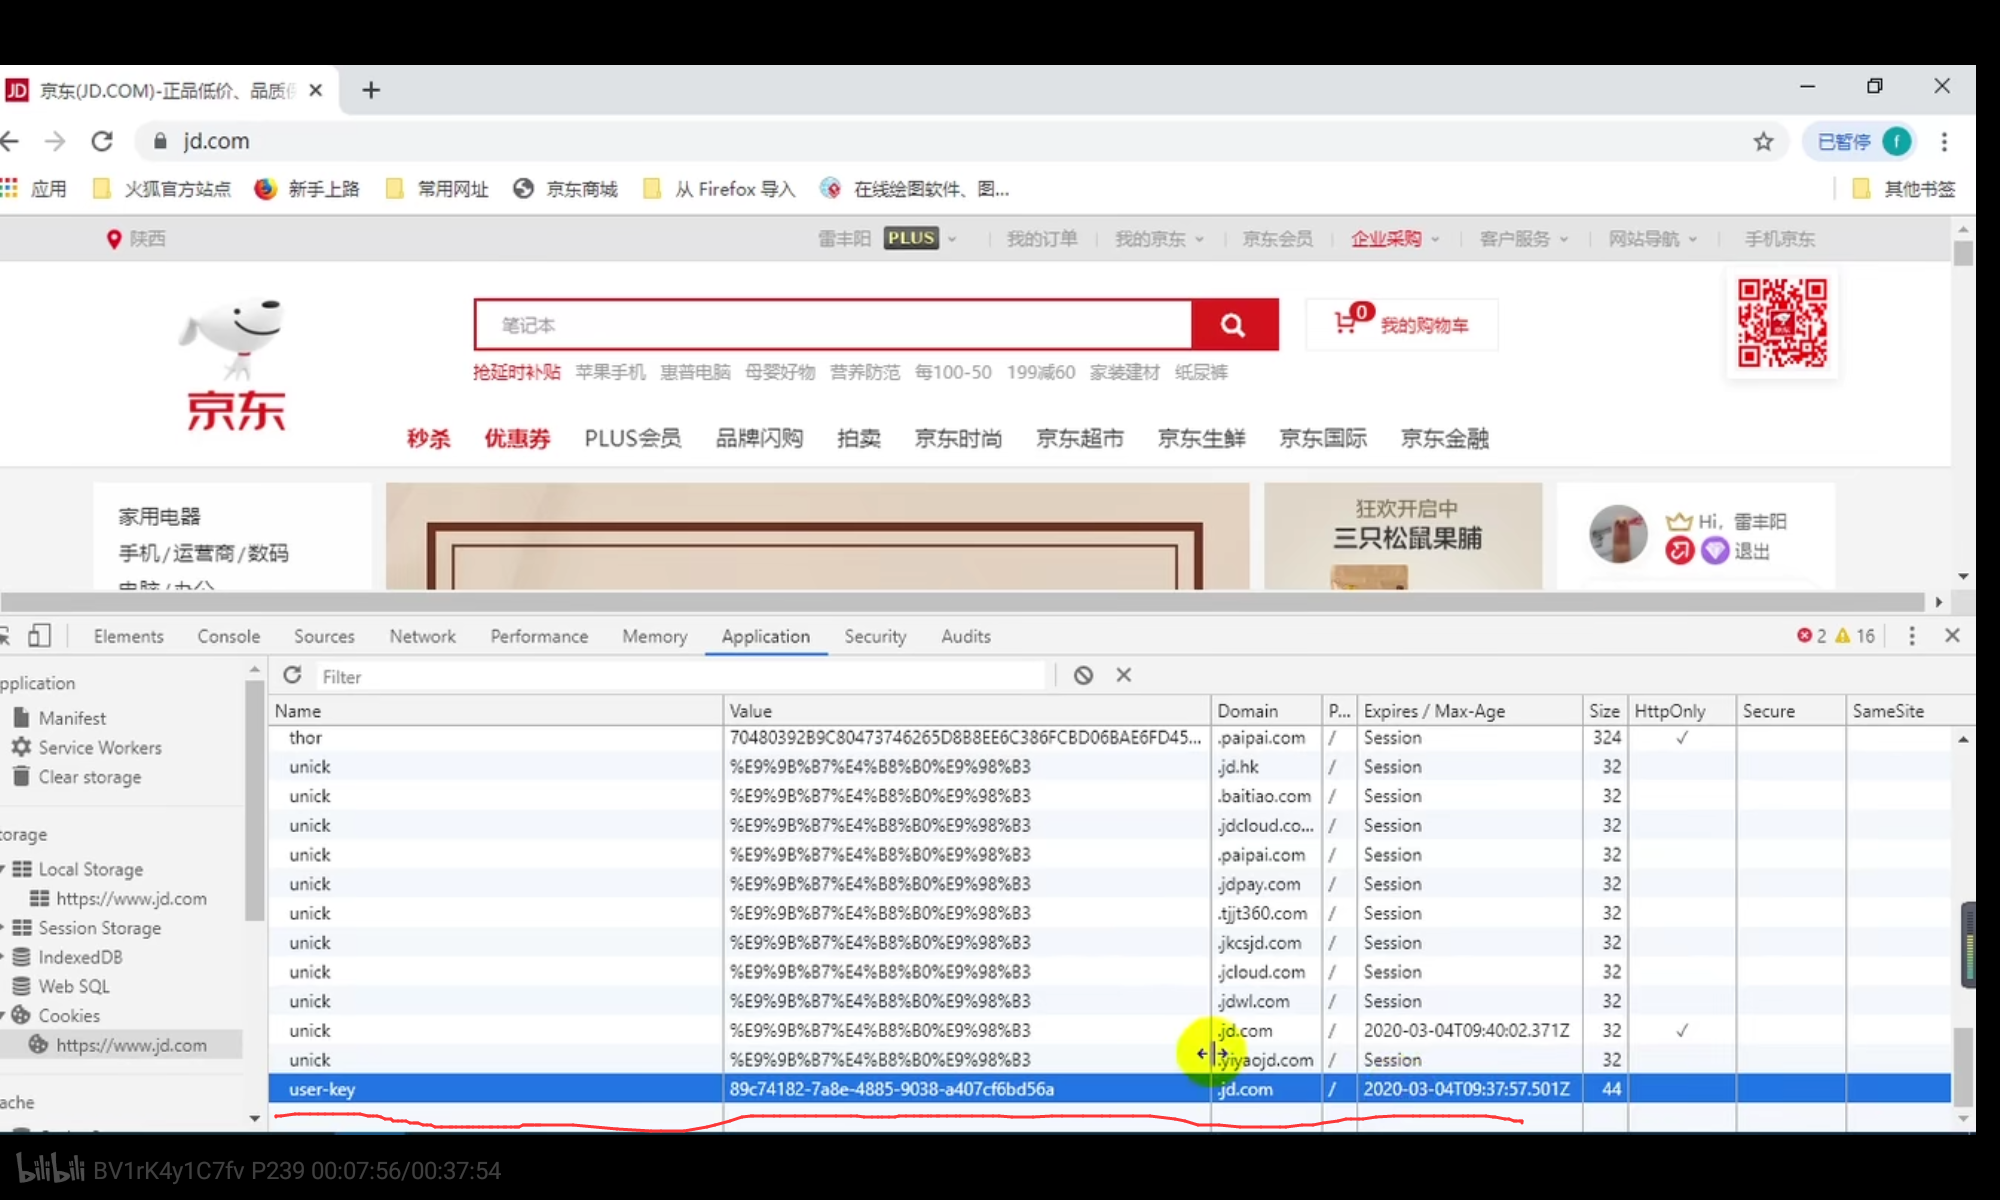 JD 京东(JD.COM)-正品低价、品质
jd.com 已暂停 f
应用 火狐官方站点 新手上路 常用网址 京东商城 从 Firefox 导入 在线绘图软件、图... 其他书签
陕西 雷丰阳 PLUS 我的订单 我的京东 京东会员 企业采购 客户服务 网站导航 手机京东
笔记本 0 我的购物车
抢延时补贴 苹果手机 惠普电脑 母婴好物 营养防范 每100-50 199减60 家装建材 纸尿裤
京东
秒杀 优惠券 PLUS会员 品牌闪购 拍卖 京东时尚 京东超市 京东生鲜 京东国际 京东金融
家用电器
手机/运营商/数码
电脑/办公
狂欢开启中
三只松鼠果脯
Hi, 雷丰阳
退出
Elements Console Sources Network Performance Memory Application Security Audits 2 16
Filter
pplication
Manifest
Service Workers
Clear storage
torage
Local Storage
https://www.jd.com
Session Storage
IndexedDB
Web SQL
Cookies
https://www.jd.com
ache
Name Value Domain P... Expires / Max-Age Size HttpOnly Secure SameSite
thor 70480392B9C80473746265D8B8EE6C386FCBD06BAE6FD45... .paipai.com / Session 324 ✓
unick %E9%9B%B7%E4%B8%B0%E9%98%B3 .jd.hk / Session 32
unick %E9%9B%B7%E4%B8%B0%E9%98%B3 .baitiao.com / Session 32
unick %E9%9B%B7%E4%B8%B0%E9%98%B3 .jdcloud.co... / Session 32
unick %E9%9B%B7%E4%B8%B0%E9%98%B3 .paipai.com / Session 32
unick %E9%9B%B7%E4%B8%B0%E9%98%B3 .jdpay.com / Session 32
unick %E9%9B%B7%E4%B8%B0%E9%98%B3 .tjjt360.com / Session 32
unick %E9%9B%B7%E4%B8%B0%E9%98%B3 .jkcsjd.com / Session 32
unick %E9%9B%B7%E4%B8%B0%E9%98%B3 .jcloud.com / Session 32
unick %E9%9B%B7%E4%B8%B0%E9%98%B3 .jdwl.com / Session 32
unick %E9%9B%B7%E4%B8%B0%E9%98%B3 .jd.com / 2020-03-04T09:40:02.371Z 32 ✓
unick %E9%9B%B7%E4%B8%B0%E9%98%B3 .yiyaojd.com / Session 32
user-key 89c74182-7a8e-4885-9038-a407cf6bd56a .jd.com / 2020-03-04T09:37:57.501Z 44
bilibili BV1rK4y1C7fv P239 00:07:56/00:37:54